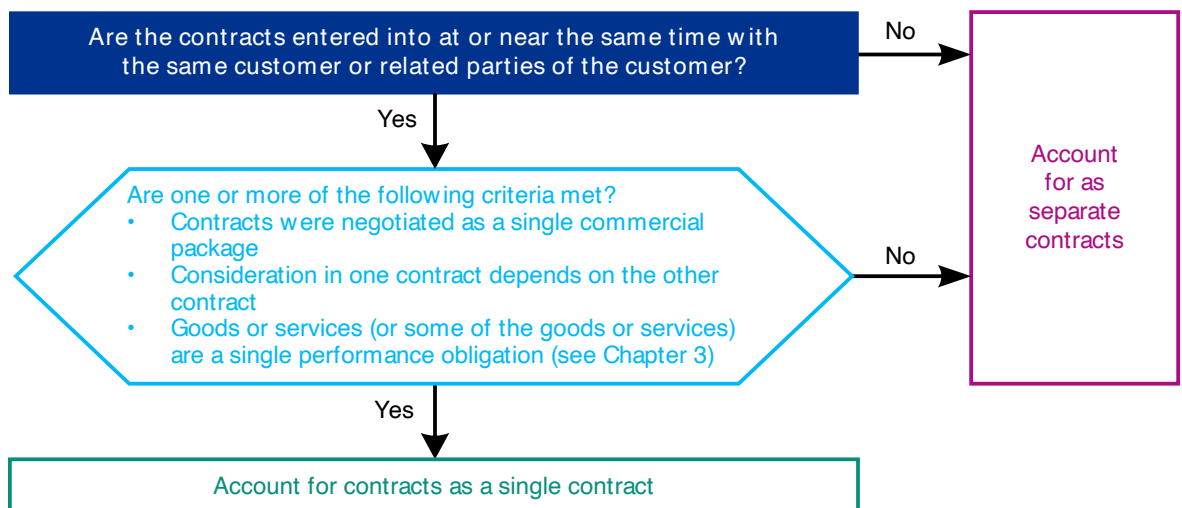 Are the contracts entered into at or near the same time with
the same customer or related parties of the customer?
No
Yes
Account
for as
separate
contracts
Are one or more of the following criteria met?
• Contracts were negotiated as a single commercial
package
• Consideration in one contract depends on the other
contract
• Goods or services (or some of the goods or services)
are a single performance obligation (see Chapter 3)
No
Yes
Account for contracts as a single contract